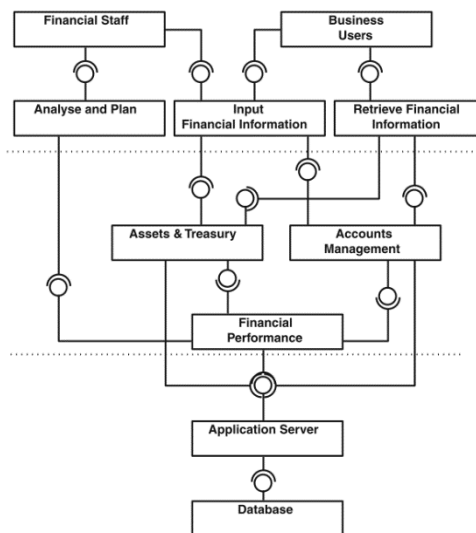 Financial Staff
Business
Users
Analyse and Plan
Input
Financial Information
Retrieve Financial
Information
Assets & Treasury
Accounts
Management
Financial
Performance
Application Server
Database